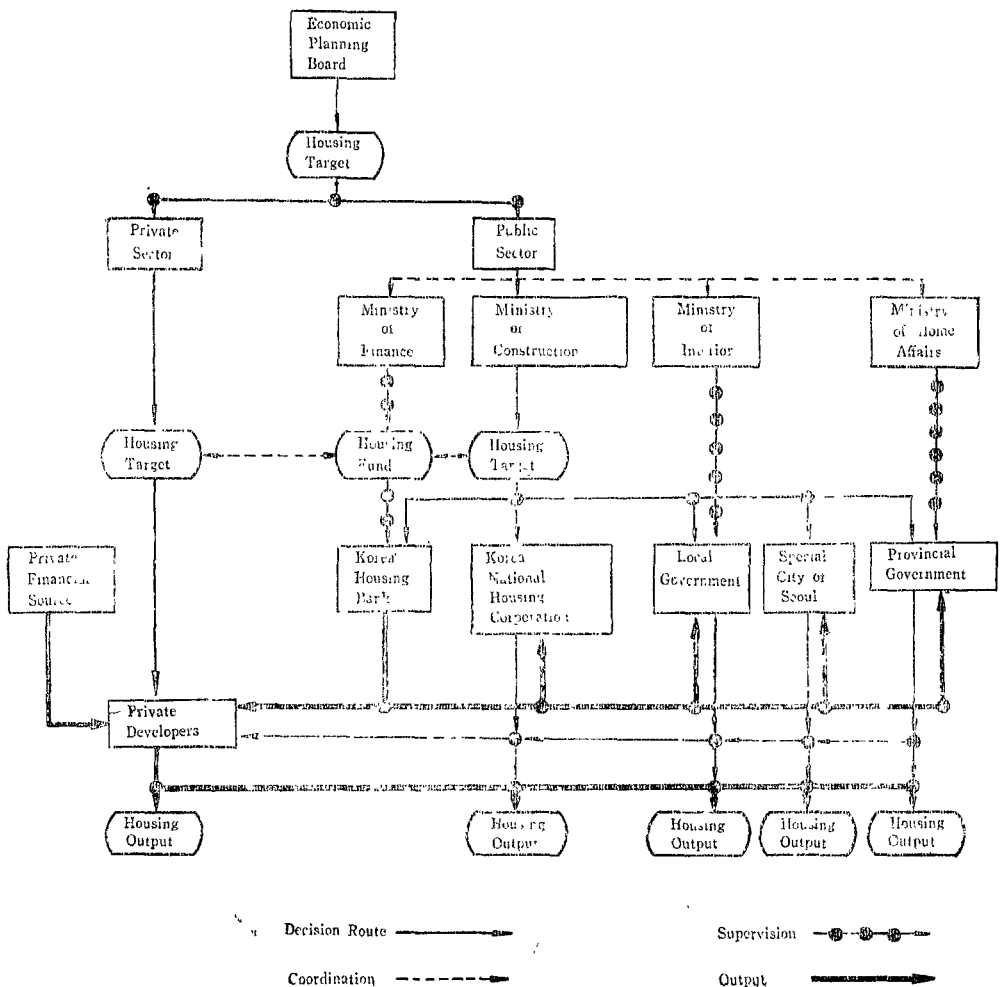 Economic
Planning
Board
Housing
Target
Private
Sector
Public
Sector
Ministry
of
Finance
Ministry
of
Construction
Ministry
of
Ministry
of Home
Affairs
Housing
Target
Housing
Fund
Housing
Target
Private
Financial
Source
Korea
Housing
Korea
National
Housing
Corporation
Local
Government
Special
City of
Seoul
Provincial
Government
Private
Developers
Housing
Output
Housing
Output
Housing
Output
Housing
Output
Housing
Output
Decision Route
Supervision
Coordination
Output